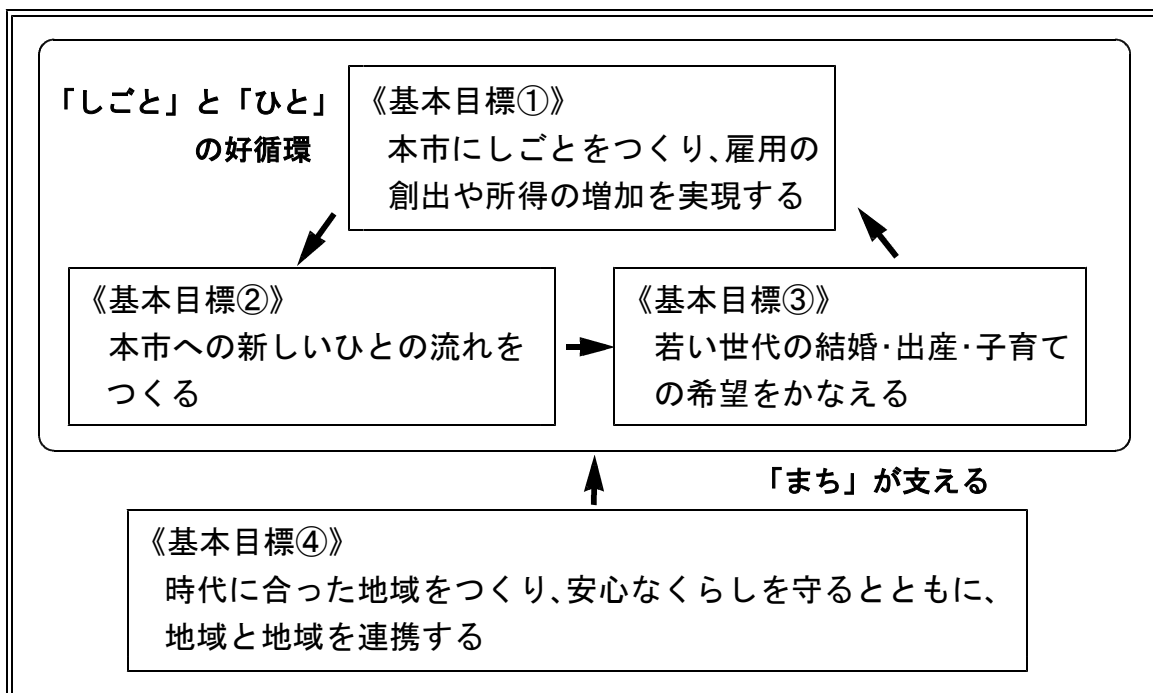 「しごと」と「ひと」
の好循環
《基本目標①》
本市にしごとをつくり、雇用の
創出や所得の増加を実現する
《基本目標②》
本市への新しいひとの流れを
つくる
《基本目標③》
若い世代の結婚・出産・子育て
の希望をかなえる
「まち」が支える
《基本目標④》
時代に合った地域をつくり、安心なくらしを守るとともに、
地域と地域を連携する